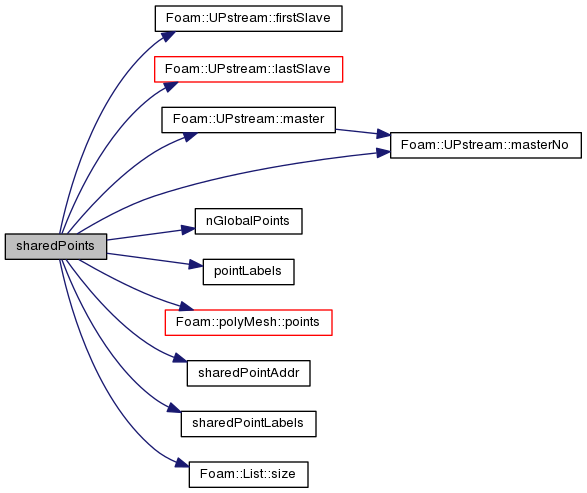 Foam::UPstream::firstSlave
Foam::UPstream::lastSlave
Foam::UPstream::master
Foam::UPstream::masterNo
nGlobalPoints
sharedPoints
pointLabels
Foam::polyMesh::points
sharedPointAddr
sharedPointLabels
Foam::List::size